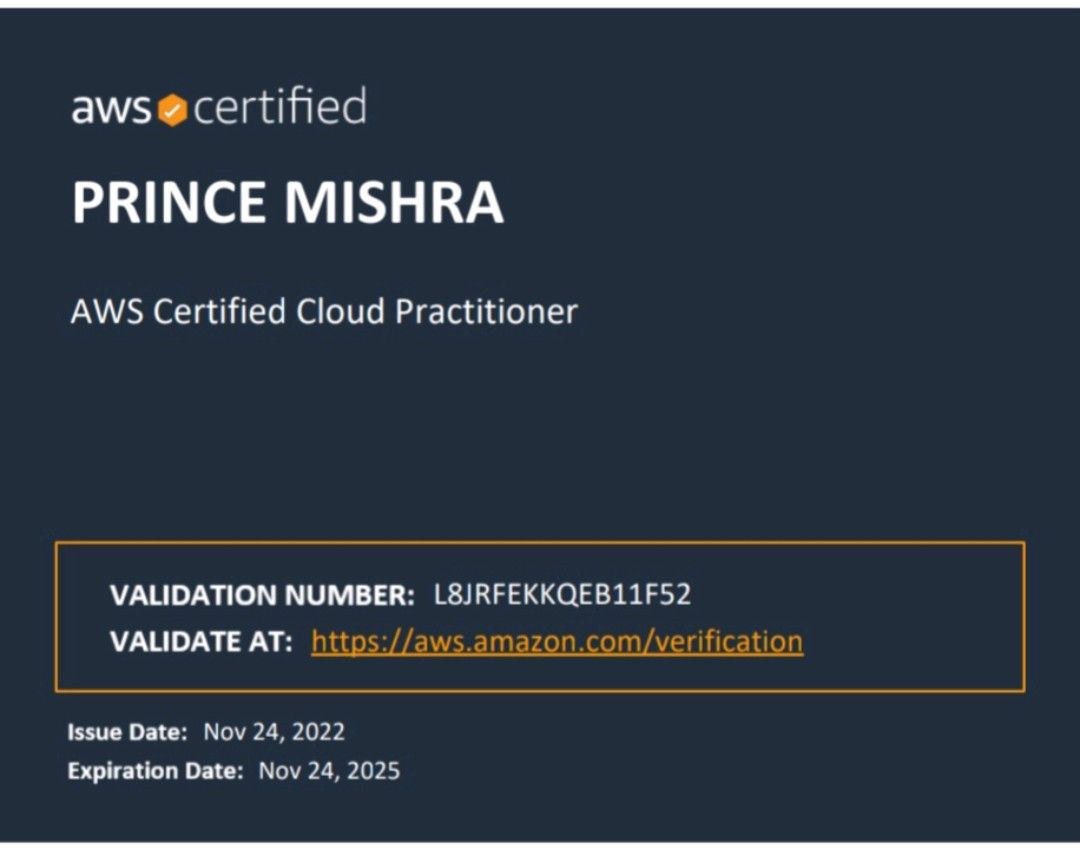 aws certified
PRINCE MISHRA
AWS Certified Cloud Practitioner
VALIDATION NUMBER: L8JRFEKKQEB11F52
VALIDATE AT: https://aws.amazon.com/verification
Issue Date: Nov 24, 2022
Expiration Date: Nov 24, 2025